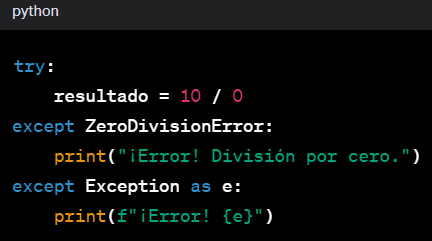 python
try:
    resultado = 10 / 0
except ZeroDivisionError:
    print("¡Error! División por cero.")
except Exception as e:
    print(f"¡Error! {e}")